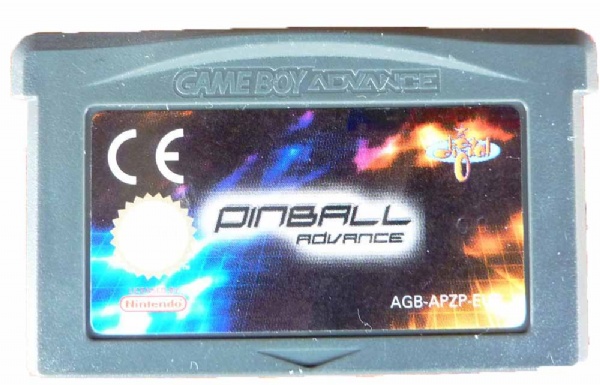 GAME BOY ADVANCE
CE
PINBALL
ADVANCE
Nintendo